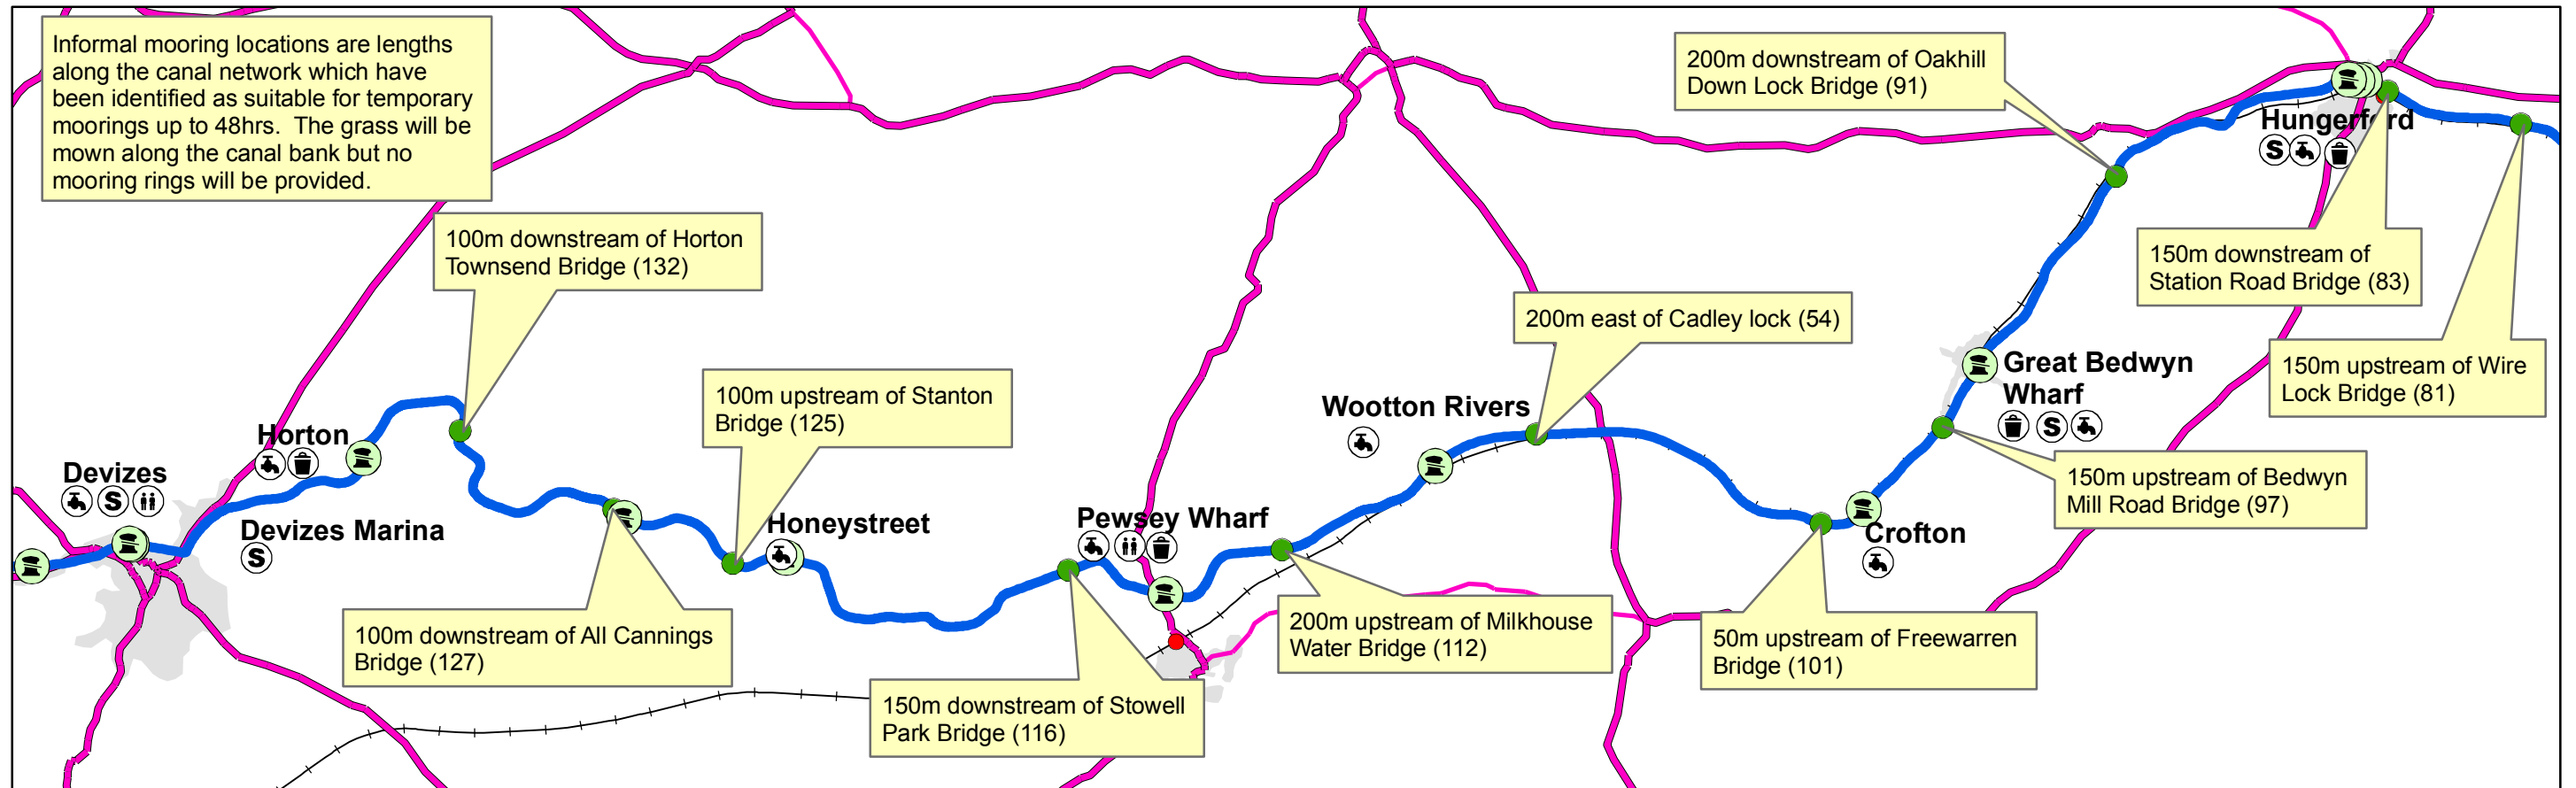 Informal mooring locations are lengths
along the canal network which have
been identified as suitable for temporary
moorings up to 48hrs.  The grass will be
mown along the canal bank but no
mooring rings will be provided.
200m downstream of Oakhill
Down Lock Bridge (91)
Hungerford
S
100m downstream of Horton
Townsend Bridge (132)
150m downstream of
Station Road Bridge (83)
200m east of Cadley lock (54)
150m upstream of Wire
Lock Bridge (81)
Great Bedwyn
Wharf
S
100m upstream of Stanton
Bridge (125)
Wootton Rivers
Horton
Devizes
S
150m upstream of Bedwyn
Mill Road Bridge (97)
Devizes Marina
S
Honeystreet
Pewsey Wharf
Crofton
100m downstream of All Cannings
Bridge (127)
200m upstream of Milkhouse
Water Bridge (112)
50m upstream of Freewarren
Bridge (101)
150m downstream of Stowell
Park Bridge (116)